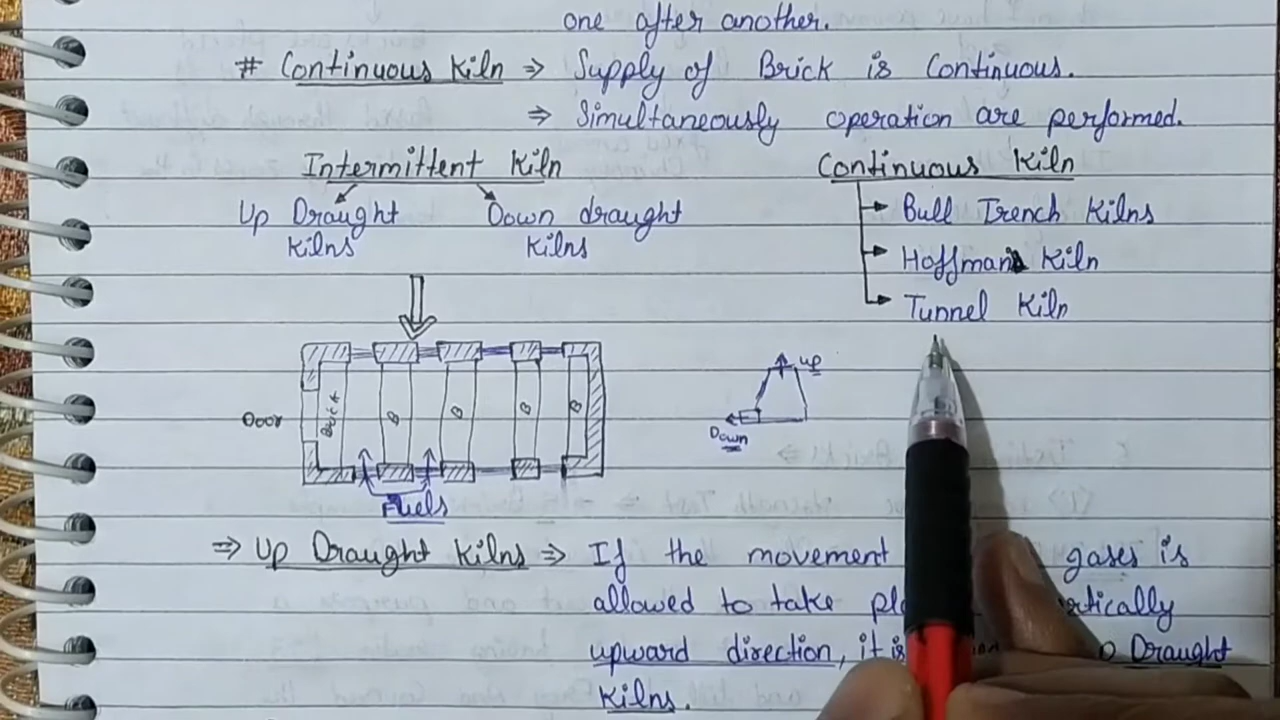 one after another.
# Continuous Kiln ⇒ Supply of Brick is Continuous.
⇒ Simultaneously operation are performed.
Intermittent Kiln
Continuous Kiln
Up Draught Kilns
Down draught Kilns
Bull Trench Kilns
Hoffman Kiln
Tunnel Kiln
Door
Brick
B
B
B
B
Fuels
up
Down
⇒ Up Draught Kilns ⇒ If the movement gases is
allowed to take
upward direction, it is Draught
Kilns.